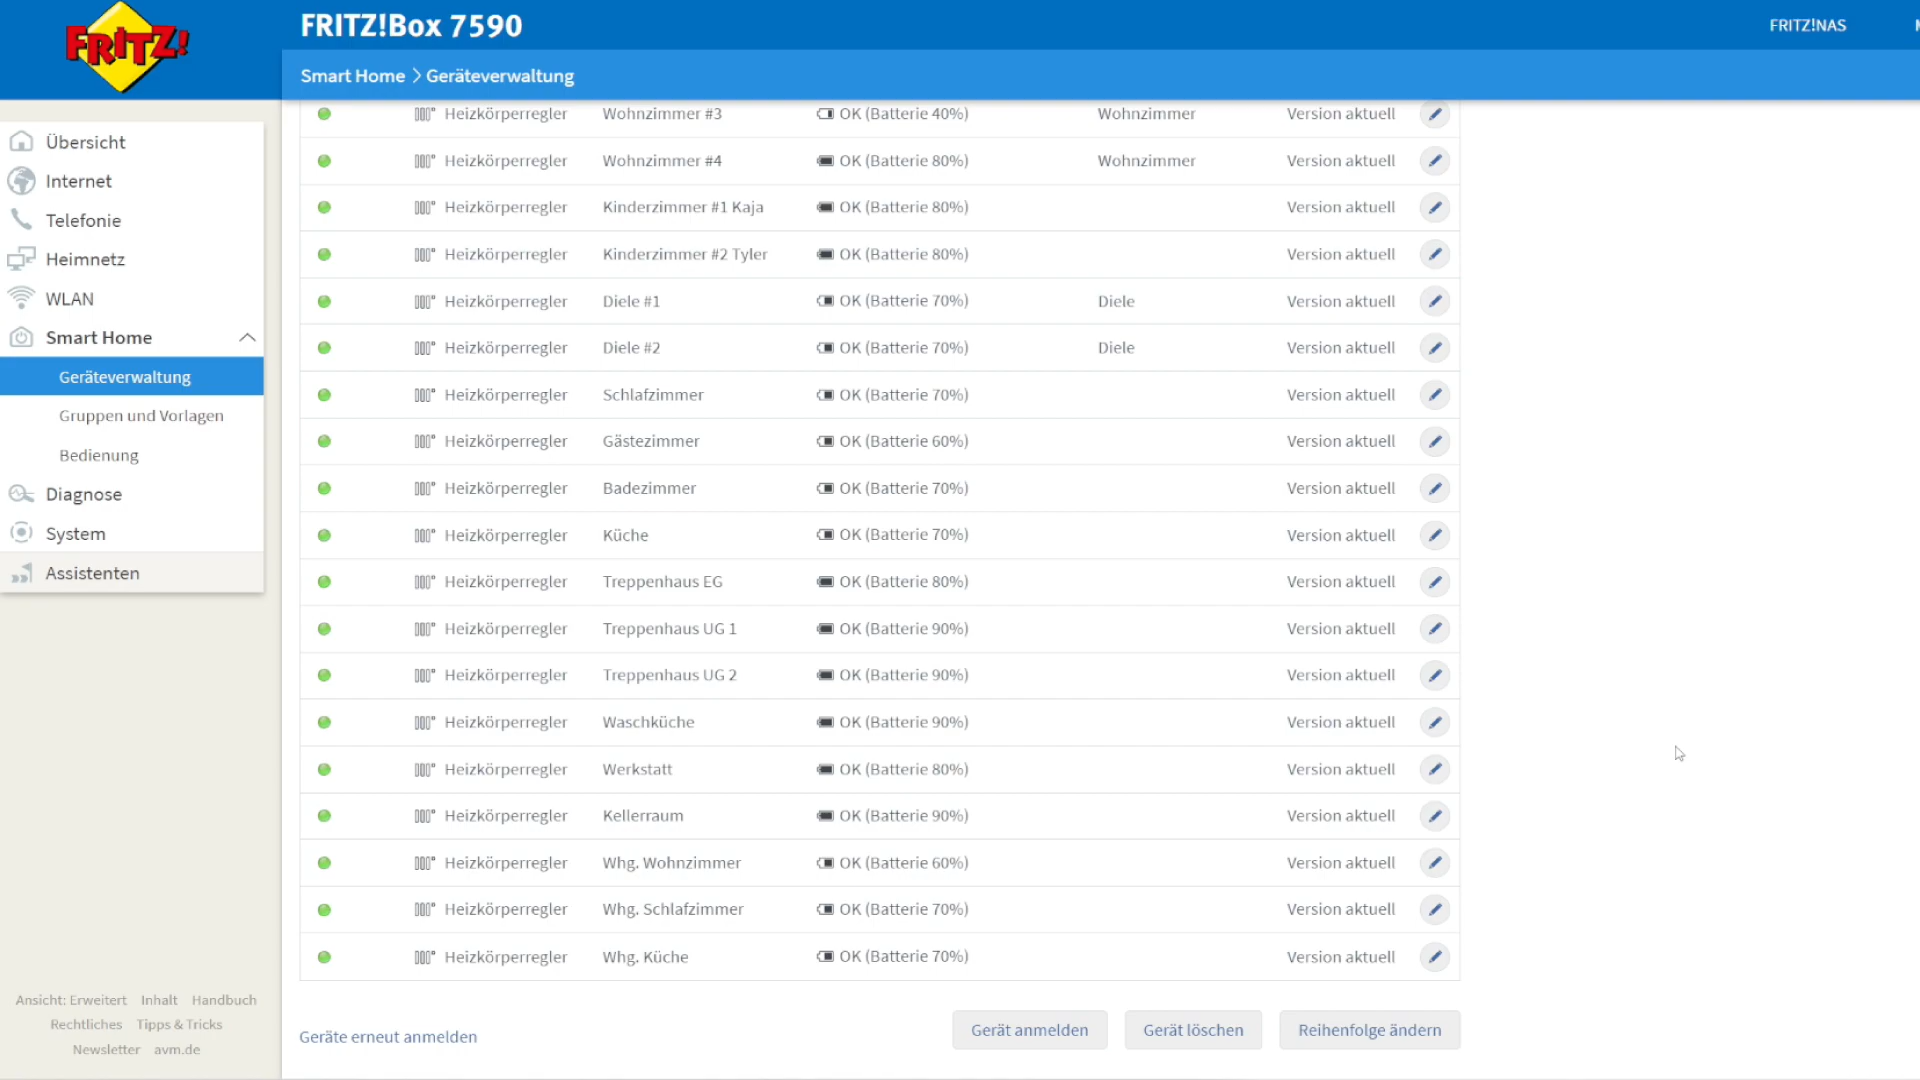 FRITZ!
FRITZ!Box 7590
FRITZ!NAS
Smart Home > Geräteverwaltung
Übersicht
Internet
Telefonie
Heimnetz
WLAN
Smart Home
Geräteverwaltung
Gruppen und Vorlagen
Bedienung
Diagnose
System
Assistenten
Ansicht: Erweitert Inhalt Handbuch
Rechtliches Tipps & Tricks
Newsletter avm.de
Heizkörperregler Wohnzimmer #3 OK (Batterie 40%) Wohnzimmer Version aktuell
Heizkörperregler Wohnzimmer #4 OK (Batterie 80%) Wohnzimmer Version aktuell
Heizkörperregler Kinderzimmer #1 Kaja OK (Batterie 80%) Version aktuell
Heizkörperregler Kinderzimmer #2 Tyler OK (Batterie 80%) Version aktuell
Heizkörperregler Diele #1 OK (Batterie 70%) Diele Version aktuell
Heizkörperregler Diele #2 OK (Batterie 70%) Diele Version aktuell
Heizkörperregler Schlafzimmer OK (Batterie 70%) Version aktuell
Heizkörperregler Gästezimmer OK (Batterie 60%) Version aktuell
Heizkörperregler Badezimmer OK (Batterie 70%) Version aktuell
Heizkörperregler Küche OK (Batterie 70%) Version aktuell
Heizkörperregler Treppenhaus EG OK (Batterie 80%) Version aktuell
Heizkörperregler Treppenhaus UG 1 OK (Batterie 90%) Version aktuell
Heizkörperregler Treppenhaus UG 2 OK (Batterie 90%) Version aktuell
Heizkörperregler Waschküche OK (Batterie 90%) Version aktuell
Heizkörperregler Werkstatt OK (Batterie 80%) Version aktuell
Heizkörperregler Kellerraum OK (Batterie 90%) Version aktuell
Heizkörperregler Whg. Wohnzimmer OK (Batterie 60%) Version aktuell
Heizkörperregler Whg. Schlafzimmer OK (Batterie 70%) Version aktuell
Heizkörperregler Whg. Küche OK (Batterie 70%) Version aktuell
Geräte erneut anmelden Gerät anmelden Gerät löschen Reihenfolge ändern